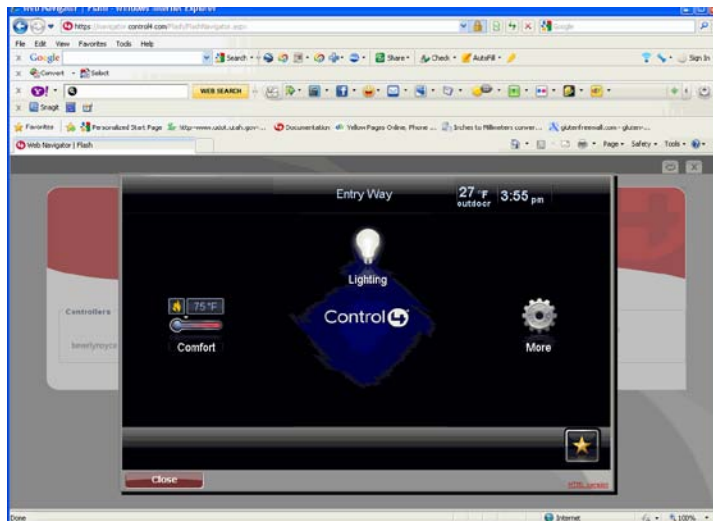 Web Navigator | Flash - Windows Internet Explorer
File Edit View Favorites Tools Help
Google Search Share Check AutoFill Sign In
Convert Select
WEB SEARCH
SnagIt
Favorites Personalized Start Page Documentation Yellow Pages Online, Phone ... Inches to Millimeters conver...
Web Navigator | Flash Page Safety Tools
Entry Way 27 °F outdoor 3:55 pm
Lighting
Controllers 75°F
Control4
Comfort More
Close HTML version
Done Internet 100%